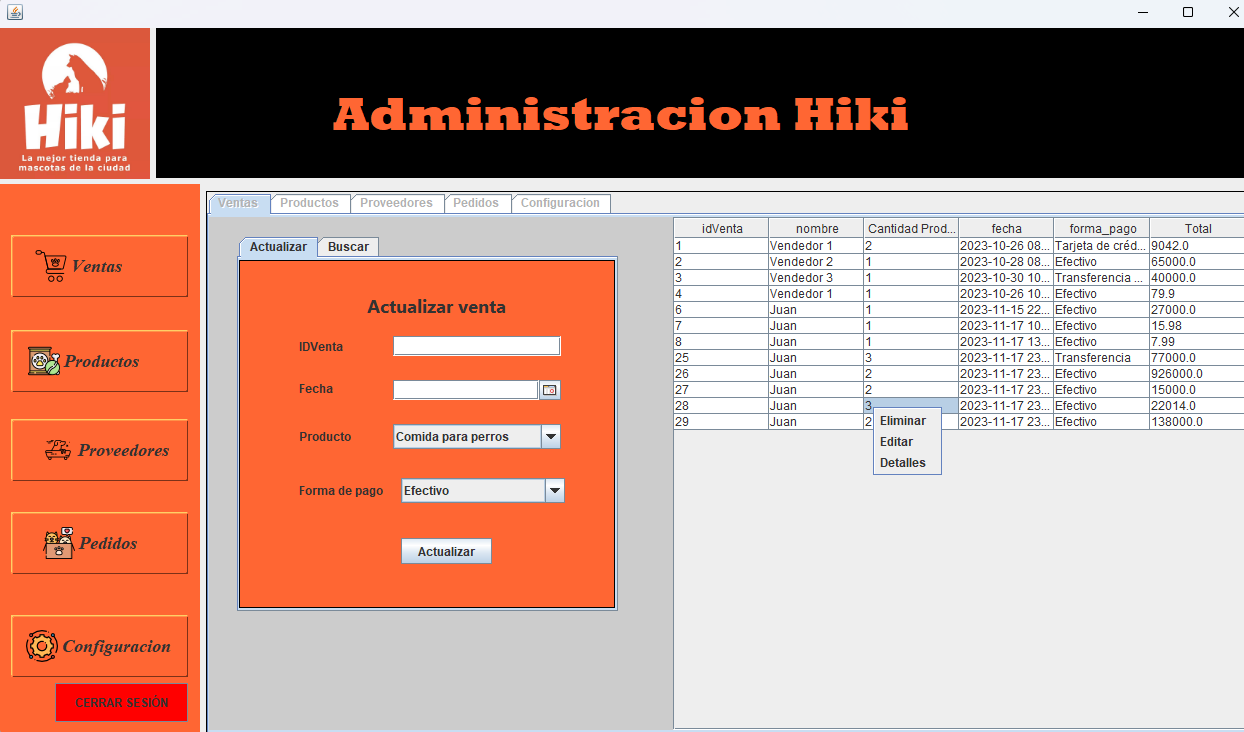 Hiki
La mejor tienda para
mascotas de la ciudad
Administracion Hiki
Ventas
Productos
Proveedores
Pedidos
Configuracion
CERRAR SESIÓN
Ventas Productos Proveedores Pedidos Configuracion
Actualizar Buscar
Actualizar venta
IDVenta
Fecha
Producto Comida para perros
Forma de pago Efectivo
Actualizar
idVenta nombre Cantidad Prod... fecha forma_pago Total
1 Vendedor 1 2 2023-10-26 08... Tarjeta de créd... 9042.0
2 Vendedor 2 1 2023-10-28 08... Efectivo 65000.0
3 Vendedor 3 1 2023-10-30 10... Transferencia ... 40000.0
4 Vendedor 1 1 2023-10-26 10... Efectivo 79.9
6 Juan 1 2023-11-15 22... Efectivo 27000.0
7 Juan 1 2023-11-17 10... Efectivo 15.98
8 Juan 1 2023-11-17 13... Efectivo 7.99
25 Juan 3 2023-11-17 23... Transferencia 77000.0
26 Juan 2 2023-11-17 23... Efectivo 926000.0
27 Juan 2 2023-11-17 23... Efectivo 15000.0
28 Juan 3 2023-11-17 23... Efectivo 22014.0
29 Juan 2 2023-11-17 23... Efectivo 138000.0
Eliminar
Editar
Detalles